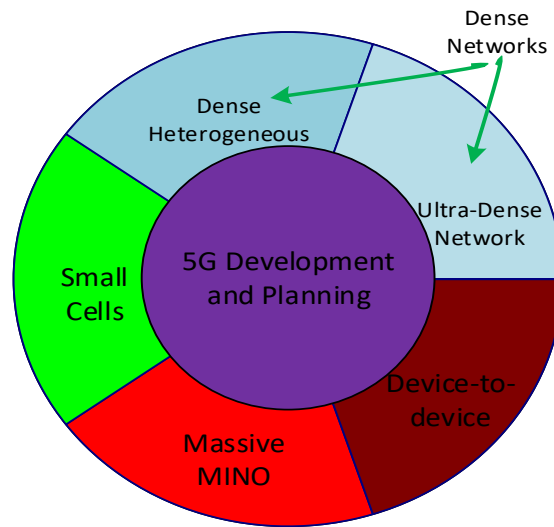 Dense
Networks
Dense
Heterogeneous
Ultra-Dense
Network
5G Development
and Planning
Small
Cells
Device-to-
device
Massive
MINO